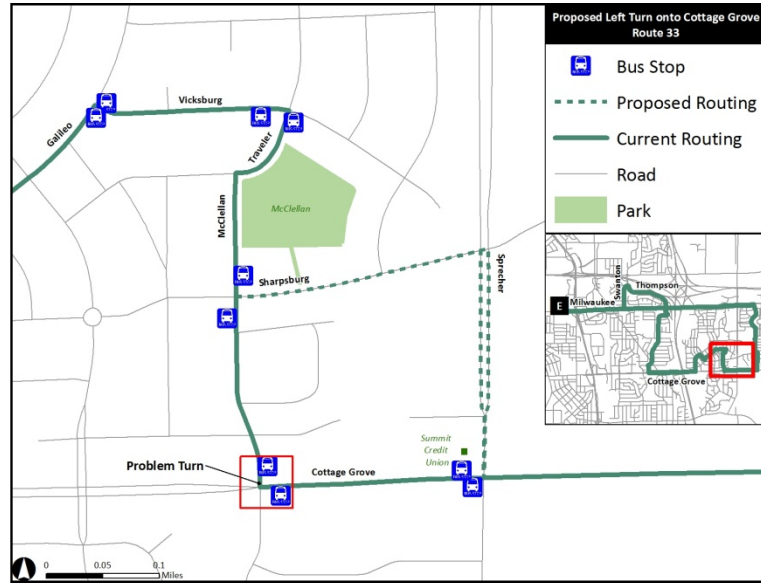 Proposed Left Turn onto Cottage Grove
Route 33
Bus Stop
Proposed Routing
Current Routing
Road
Park
Galileo
Vicksburg
Traveler
McClellan
McClellan
Sharpsburg
Sprecher
Summit
Credit
Union
Problem Turn
Cottage Grove
0 0.05 0.1
Miles
Swanton
Thompson
Milwaukee
E
Cottage Grove